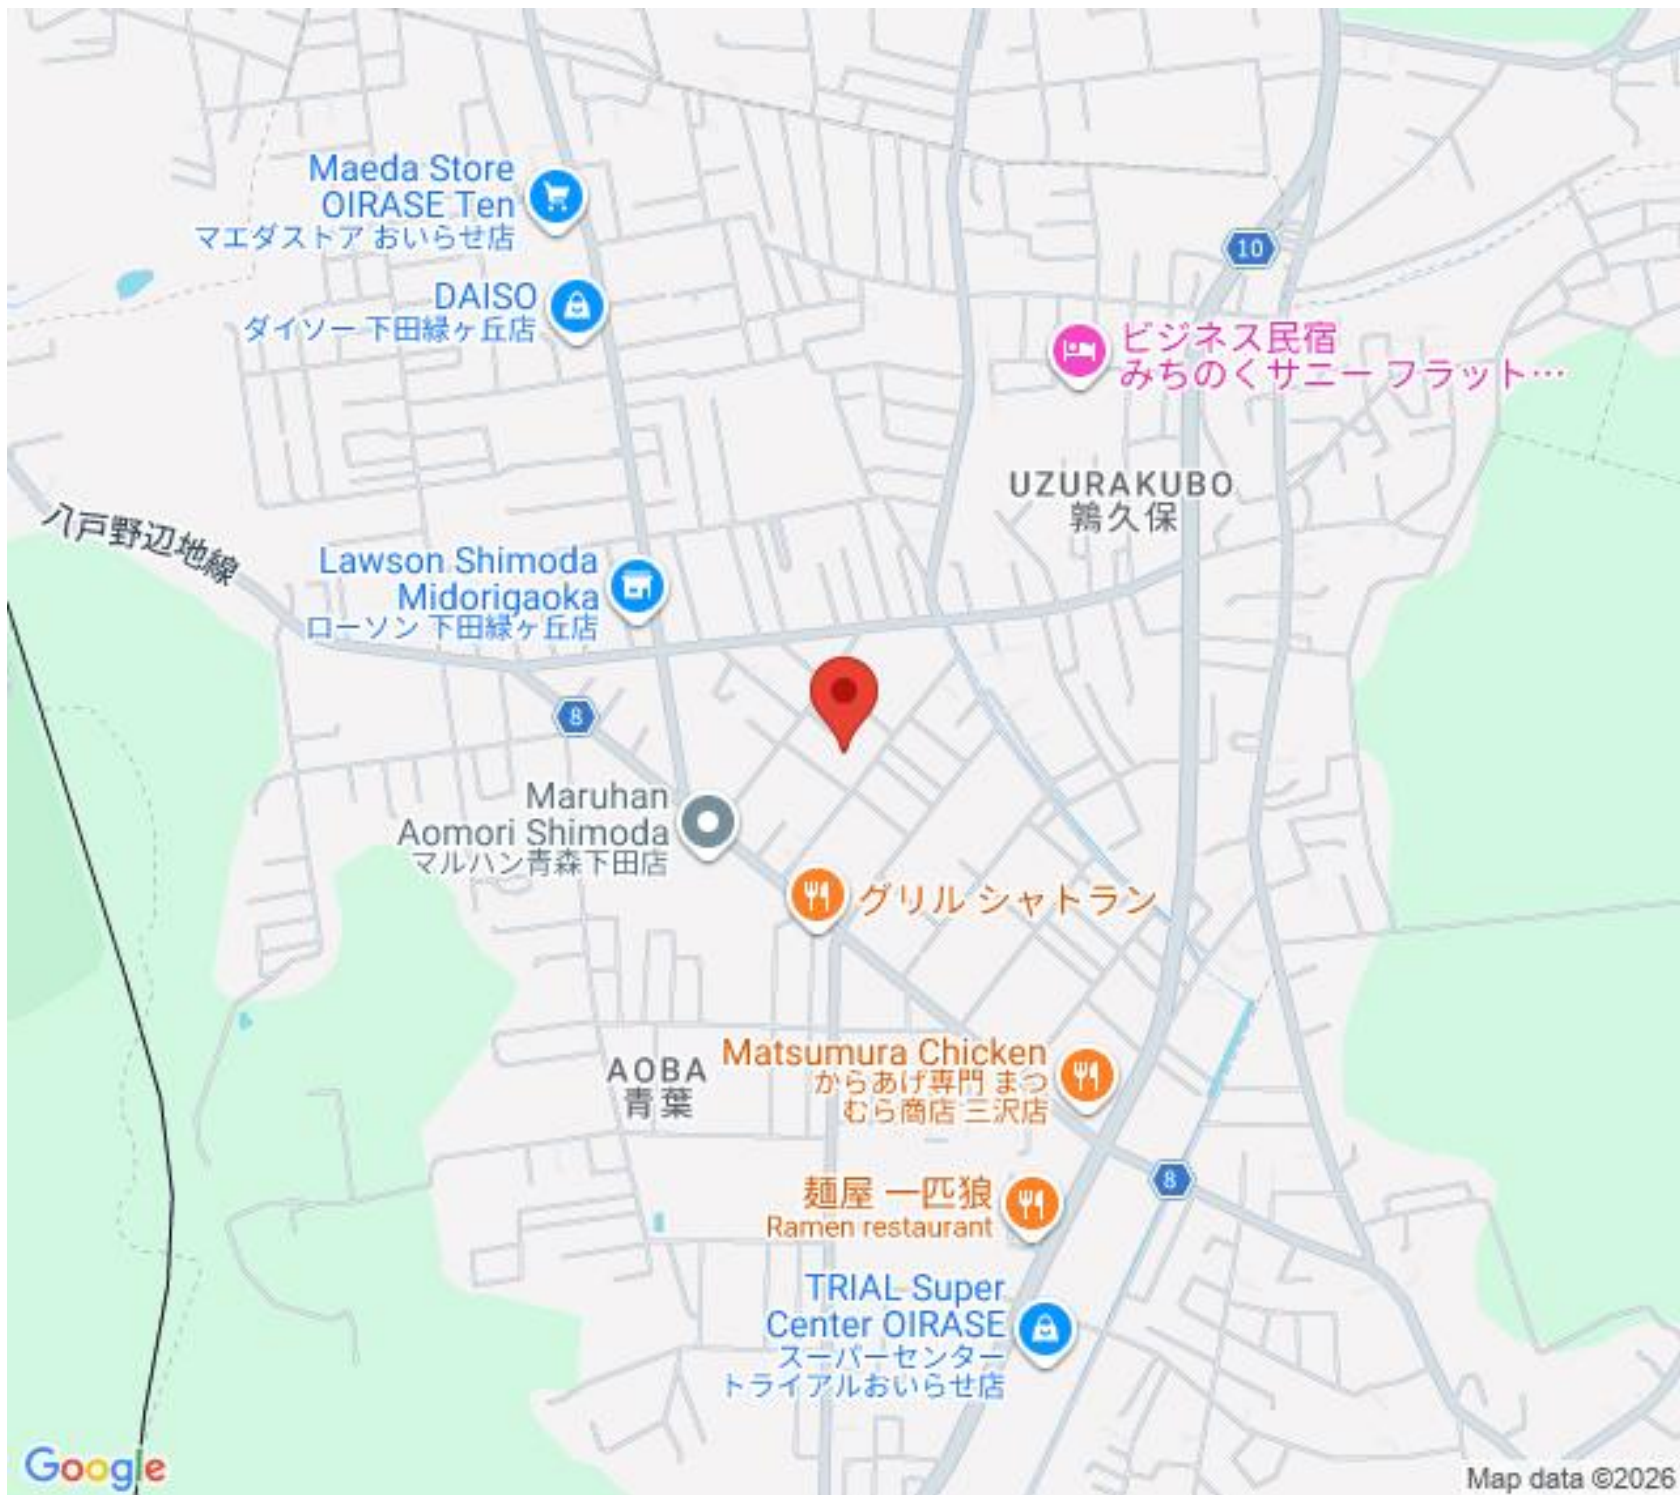 Maeda Store
OIRASE Ten
マエダストア おいらせ店
10
DAISO
ダイソー 下田緑ヶ丘店
ビジネス民宿
みちのくサニー フラット…
UZURAKUBO
鶉久保
八戸野辺地線
Lawson Shimoda
Midorigaoka
ローソン 下田緑ヶ丘店
8
Maruhan
Aomori Shimoda
マルハン青森下田店
グリル シャトラン
AOBA
青葉
Matsumura Chicken
からあげ専門 まつ
むら商店 三沢店
8
麺屋 一匹狼
Ramen restaurant
TRIAL Super
Center OIRASE
スーパーセンター
トライアルおいらせ店
Google
Map data ©2026